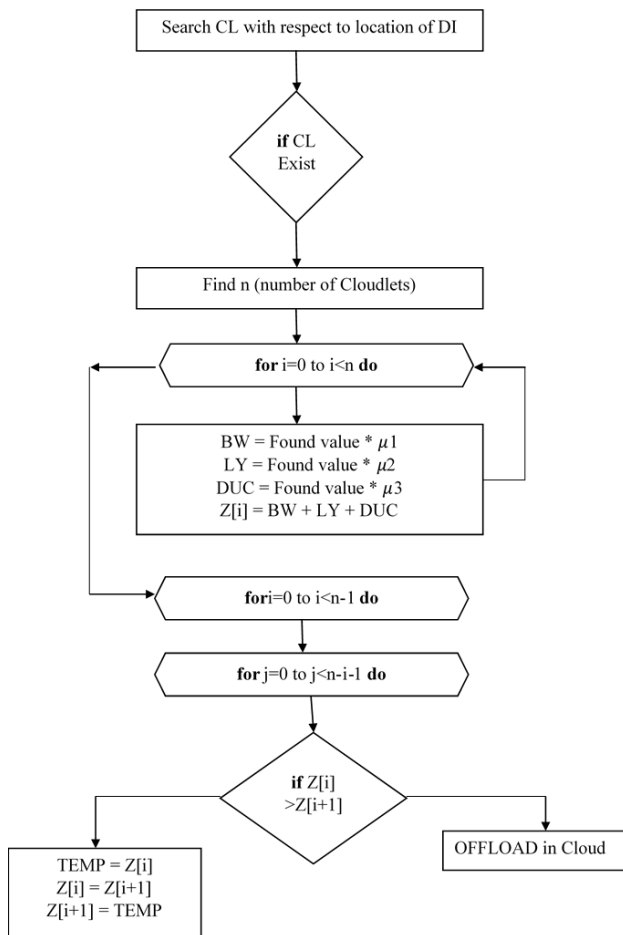 Search CL with respect to location of DI
if CL
Exist
Find n (number of Cloudlets)
for i=0 to i<n do
BW = Found value * μ1
LY = Found value * μ2
DUC = Found value * μ3
Z[i] = BW + LY + DUC
fori=0 to i<n-1 do
for j=0 to j<n-i-1 do
if Z[i]
>Z[i+1]
TEMP = Z[i]
Z[i] = Z[i+1]
Z[i+1] = TEMP
OFFLOAD in Cloud